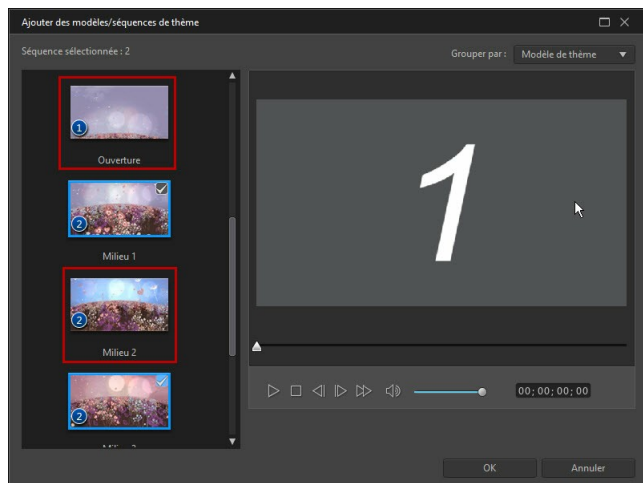 Ajouter des modèles/séquences de thème
Séquence sélectionnée : 2
Grouper par : Modèle de thème
1
Ouverture
2
Milieu 1
2
Milieu 2
2
1
00;00;00;00
OK Annuler